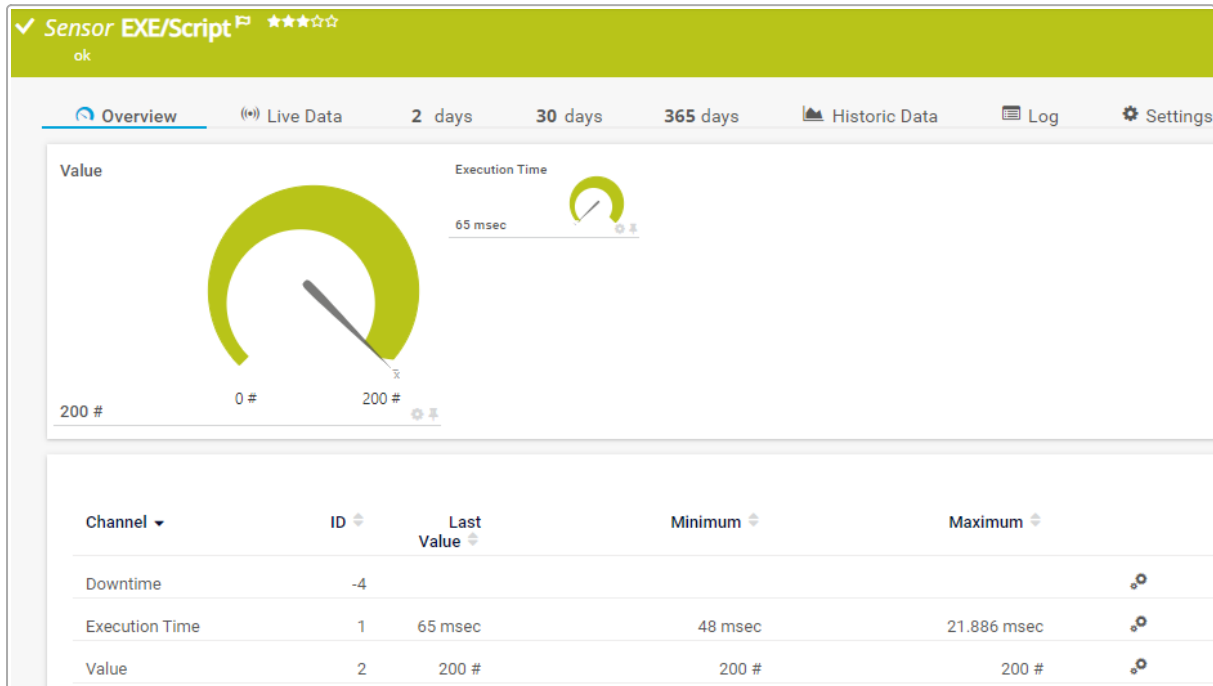 Sensor EXE/Script
ok
Overview Live Data 2 days 30 days 365 days Historic Data Log Settings
Value
Execution Time
65 msec
x̄
0 # 200 #
200 #
Channel ID Last Value Minimum Maximum
Downtime -4
Execution Time 1 65 msec 48 msec 21.886 msec
Value 2 200 # 200 # 200 #